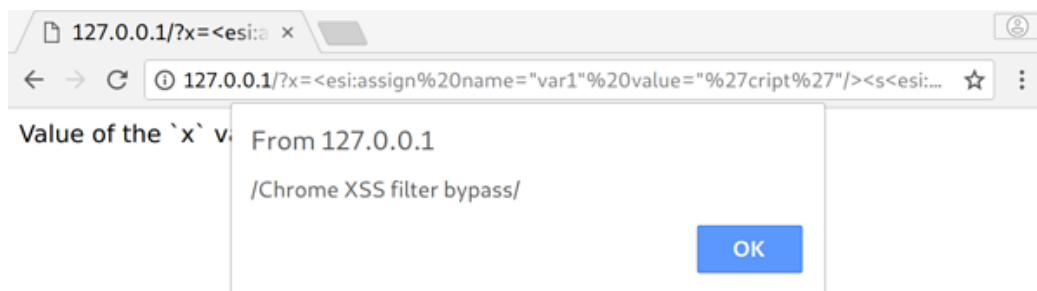 127.0.0.1/?x=<esi:a
127.0.0.1/?x=<esi:assign%20name="var1"%20value="%27cript%27"/><s<esi:...
Value of the `x` va
From 127.0.0.1
/Chrome XSS filter bypass/
OK